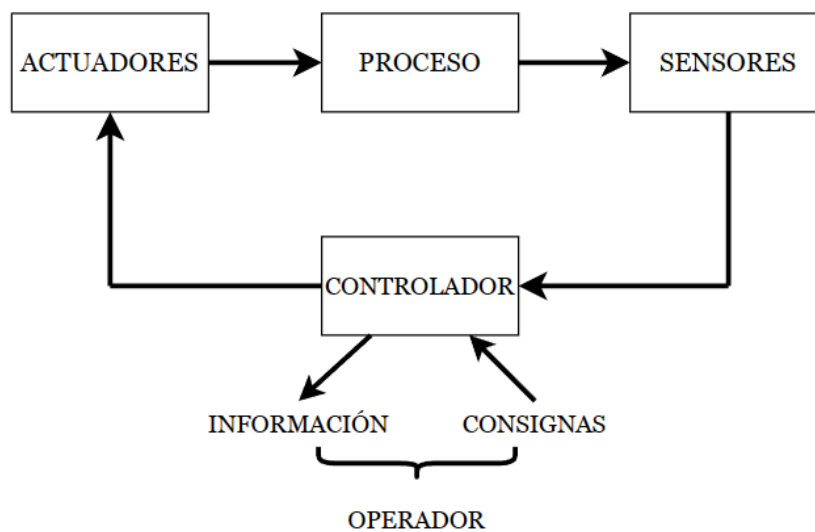 ACTUADORES
PROCESO
SENSORES
CONTROLADOR
INFORMACIÓN
CONSIGNAS
OPERADOR